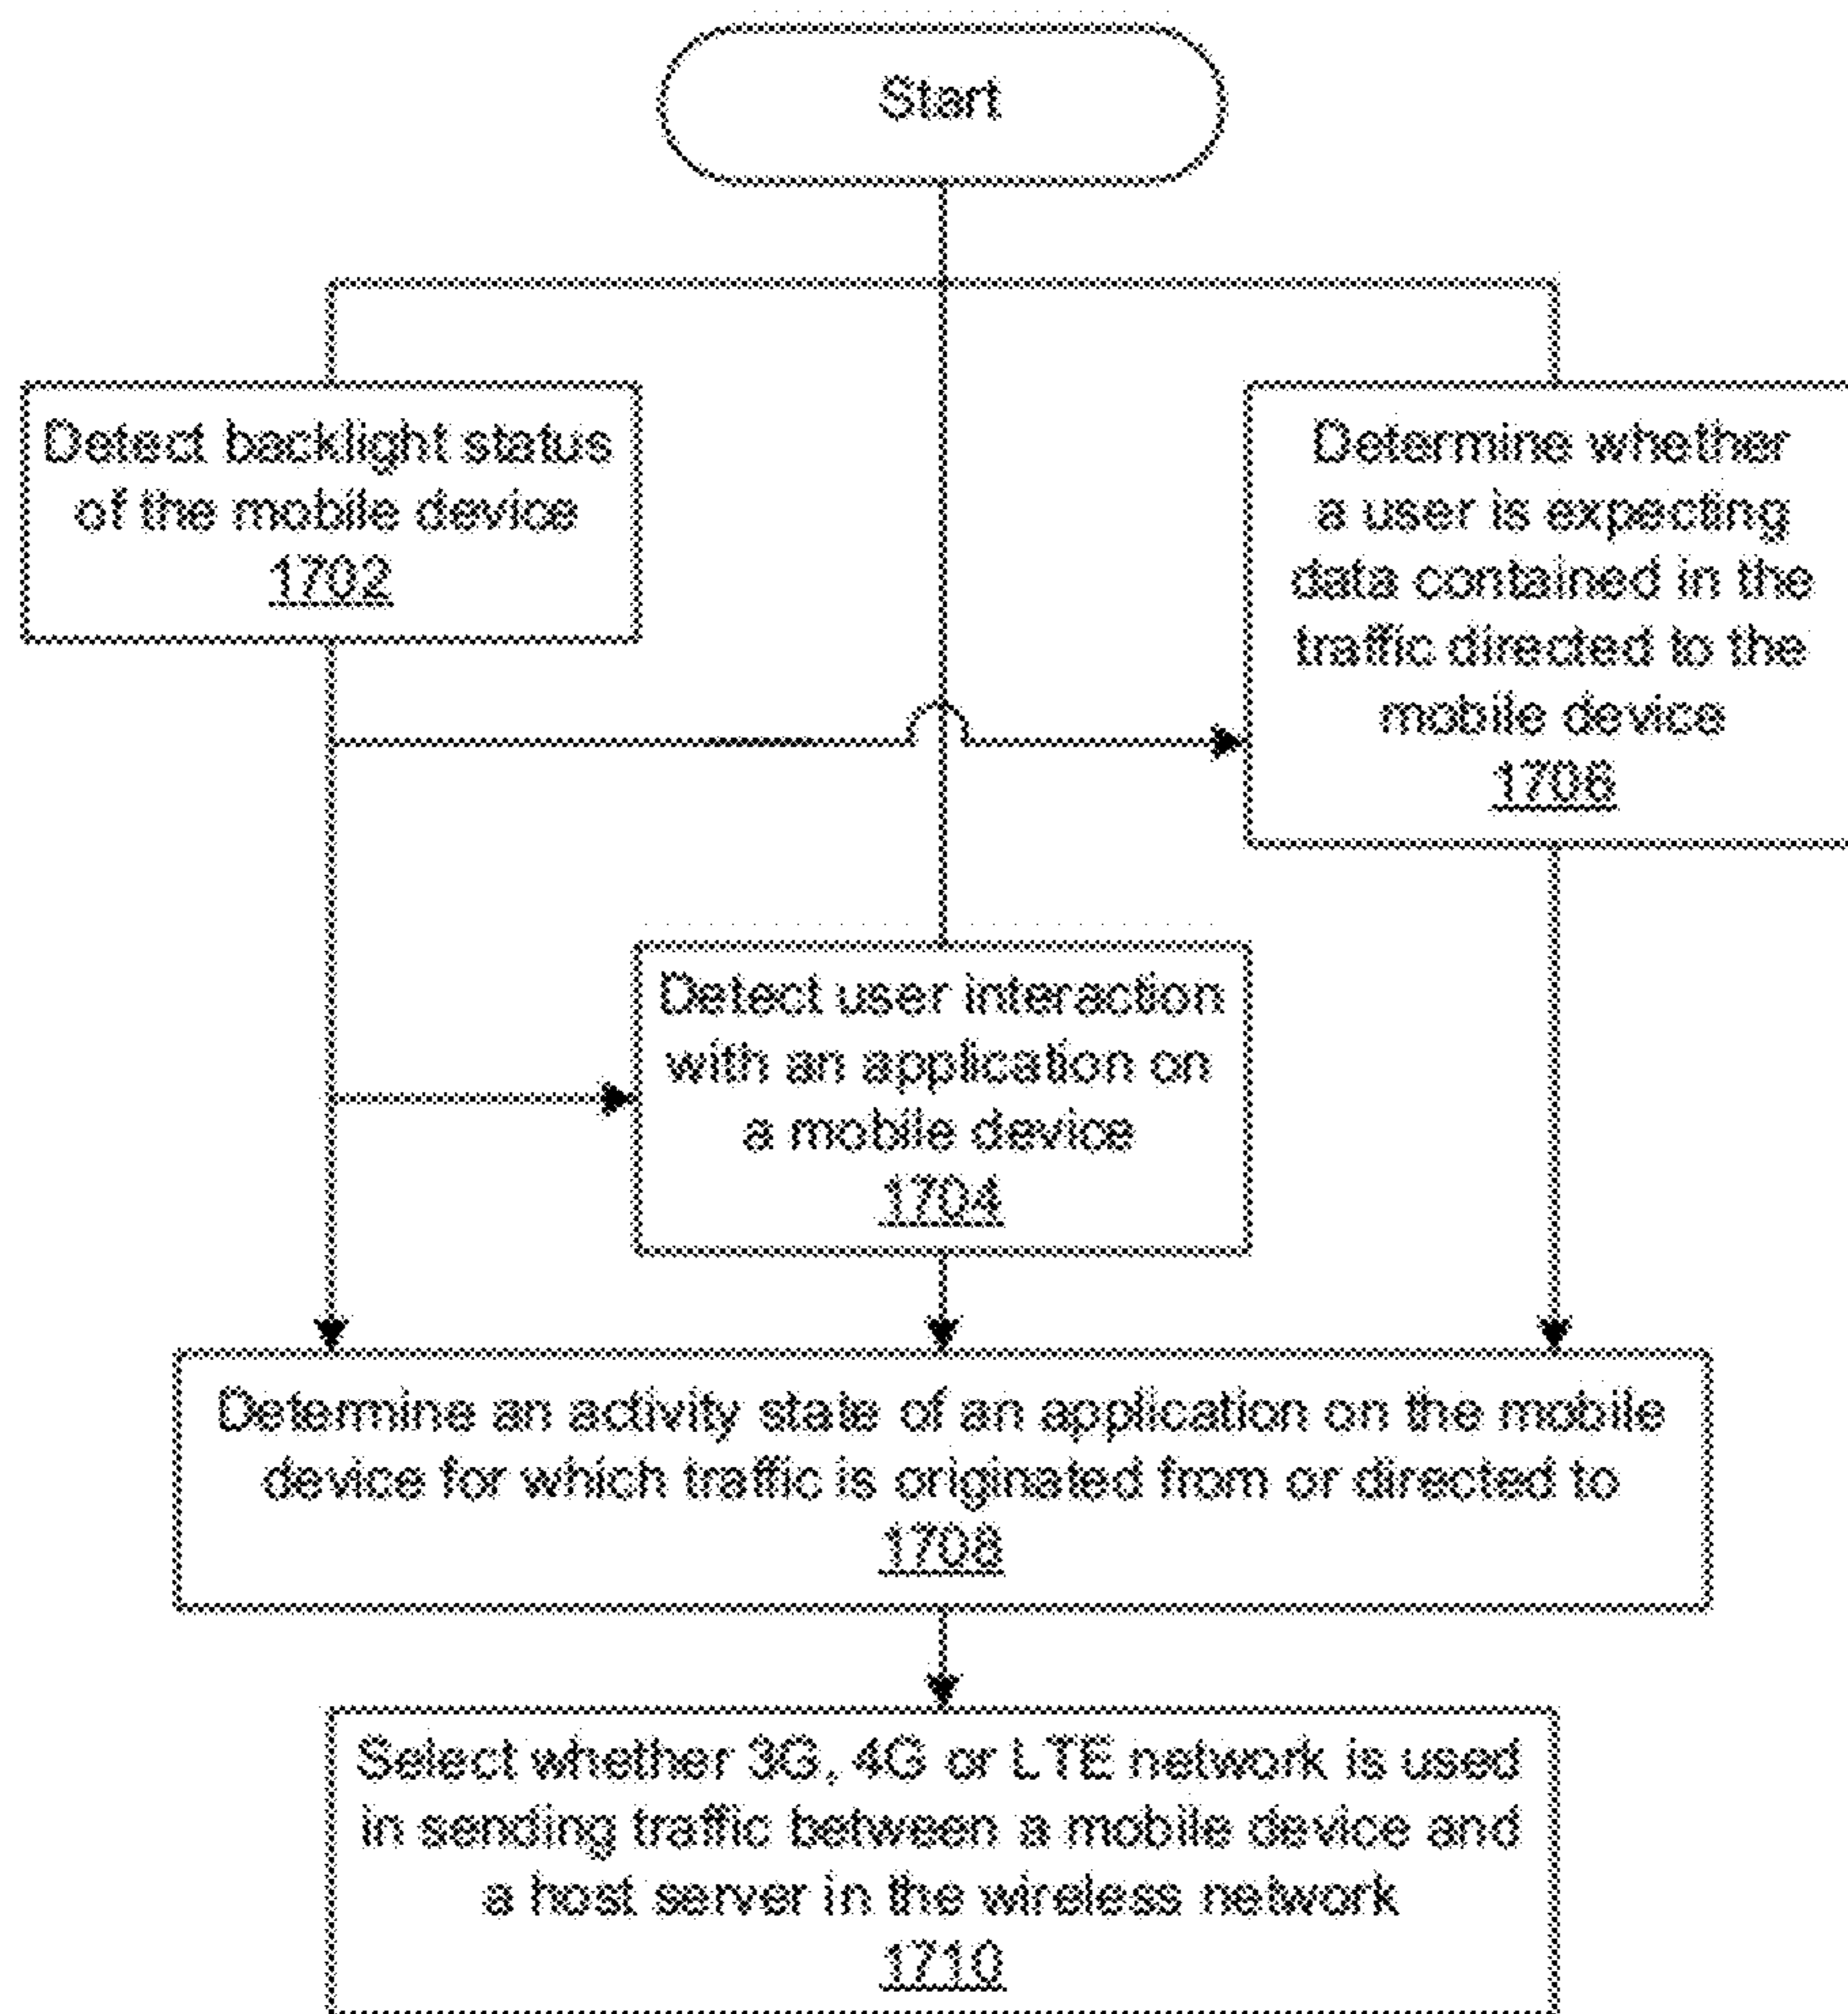 Start
Detect backlight status
of the mobile device
1702
Determine whether
a user is expecting
data contained in the
traffic directed to the
mobile device
1706
Detect user interaction
with an application on
a mobile device
1704
Determine an activity state of an application on the mobile
device for which traffic is originated from or directed to
1708
Select whether 3G, 4G or LTE network is used
in sending traffic between a mobile device and
a host server in the wireless network
1710